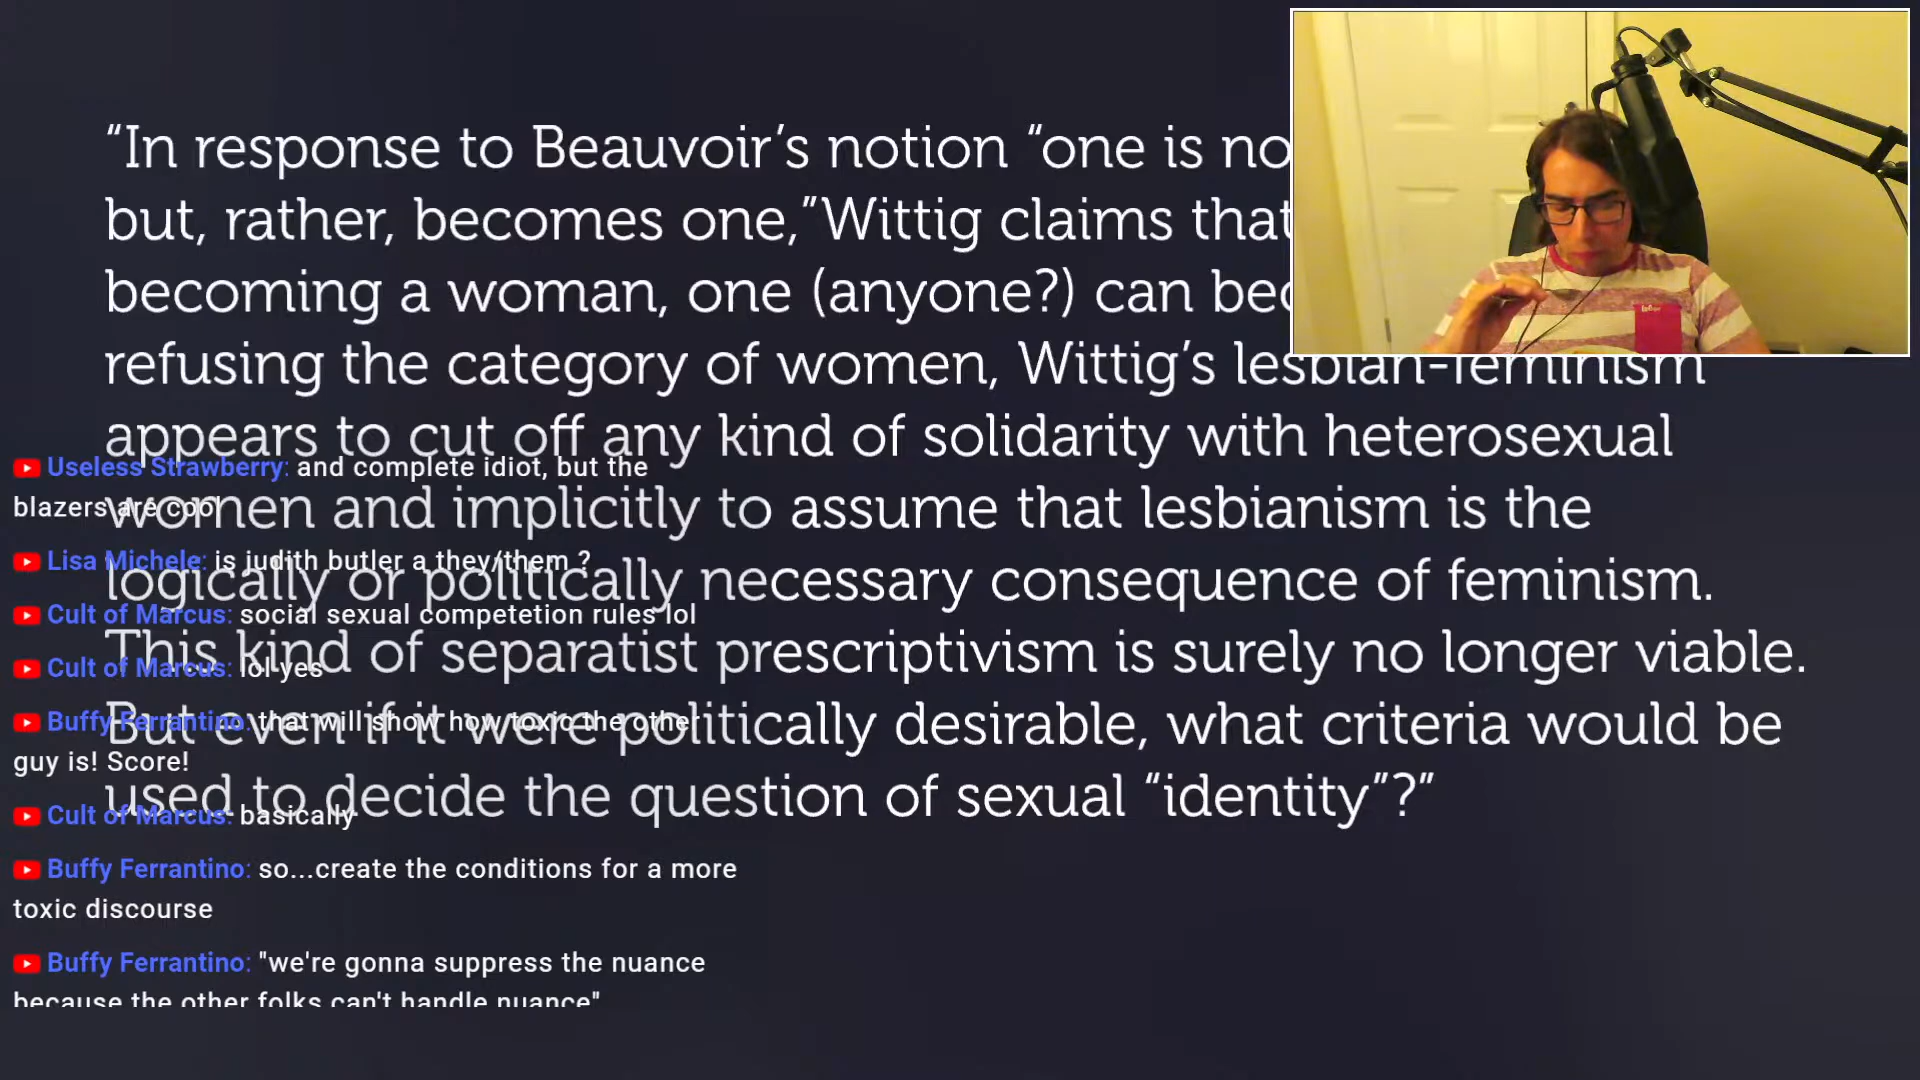 “In response to Beauvoir’s notion “one is no
but, rather, becomes one,”Wittig claims that
becoming a woman, one (anyone?) can bec
refusing the category of women, Wittig’s lesbian-feminism
appears to cut off any kind of solidarity with heterosexual
women and implicitly to assume that lesbianism is the
logically or politically necessary consequence of feminism.
This kind of separatist prescriptivism is surely no longer viable.
But even if it were politically desirable, what criteria would be
used to decide the question of sexual “identity”?”
Useless Strawberry: and complete idiot, but the
blazers are cool
Lisa Michele: is judith butler a they/them ?
Cult of Marcus: social sexual competetion rules lol
Cult of Marcus: lol yes
Buffy Ferrantino: that will show how toxic the other
guy is! Score!
Cult of Marcus: basically
Buffy Ferrantino: so...create the conditions for a more
toxic discourse
Buffy Ferrantino: "we're gonna suppress the nuance
because the other folks can't handle nuance"